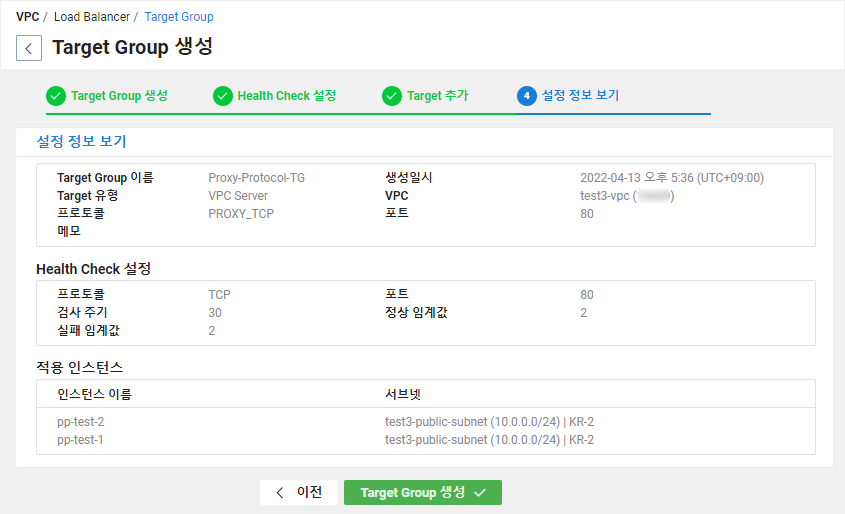 VPC / Load Balancer / Target Group
Target Group 생성
Target Group 생성 Health Check 설정 Target 추가 4 설정 정보 보기
설정 정보 보기
Target Group 이름 Proxy-Protocol-TG 생성일시 2022-04-13 오후 5:36 (UTC+09:00)
Target 유형 VPC Server VPC test3-vpc ( )
프로토콜 PROXY_TCP 포트 80
메모
Health Check 설정
프로토콜 TCP 포트 80
검사 주기 30 정상 임계값 2
실패 임계값 2
적용 인스턴스
인스턴스 이름 서브넷
pp-test-2 test3-public-subnet (10.0.0.0/24) | KR-2
pp-test-1 test3-public-subnet (10.0.0.0/24) | KR-2
이전 Target Group 생성